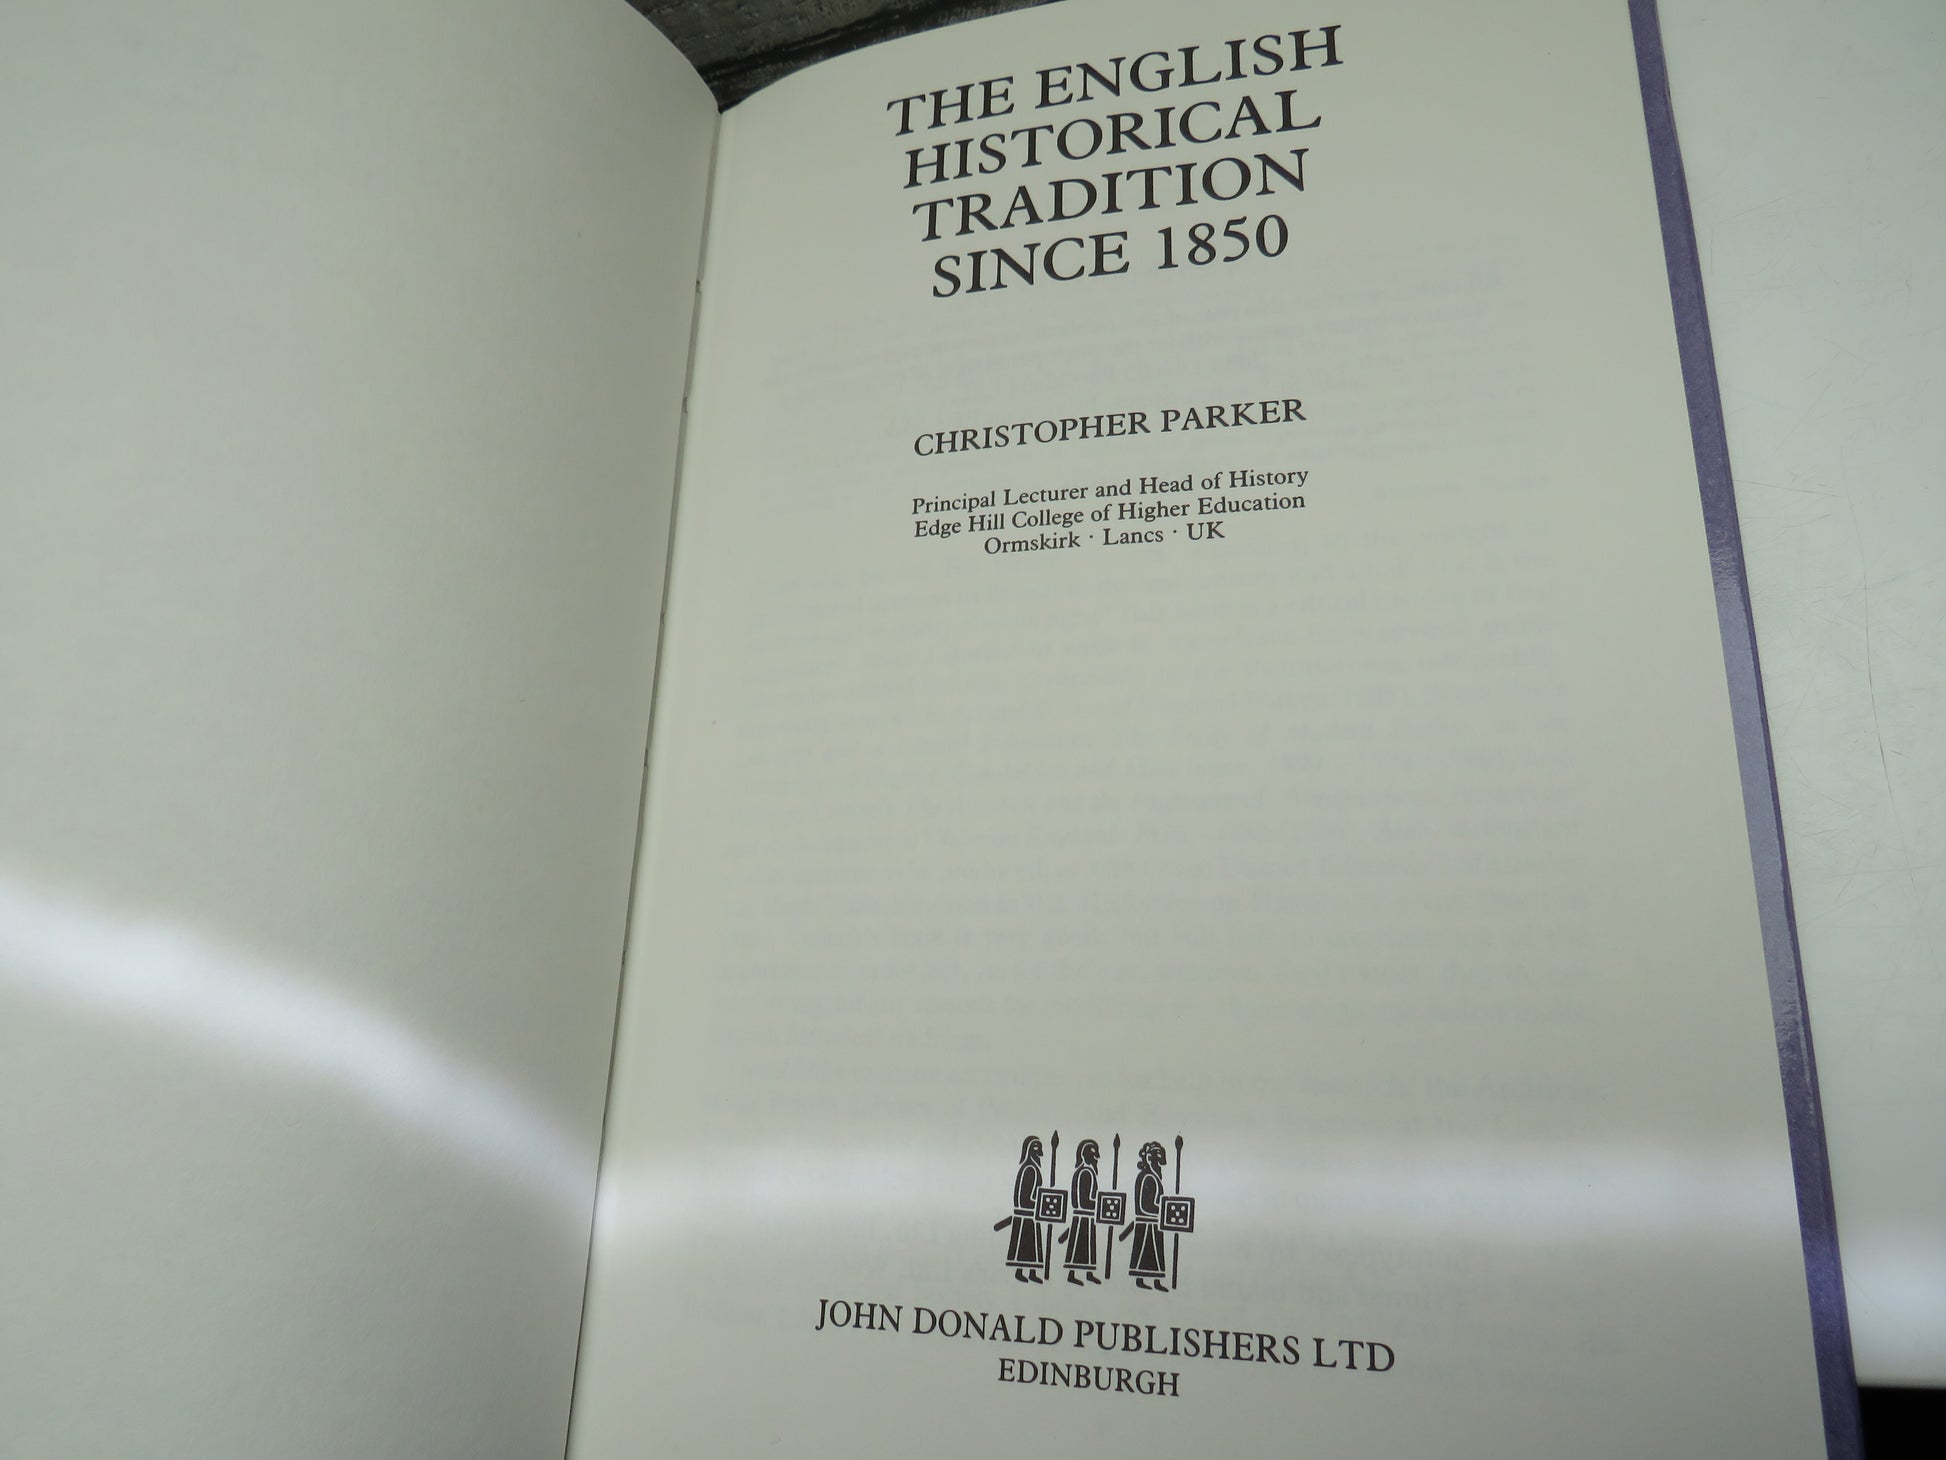 THE ENGLISH
HISTORICAL
TRADITION
SINCE 1850
CHRISTOPHER PARKER
Principal Lecturer and Head of History
Edge Hill College of Higher Education
Ormskirk · Lancs · UK
JOHN DONALD PUBLISHERS LTD
EDINBURGH